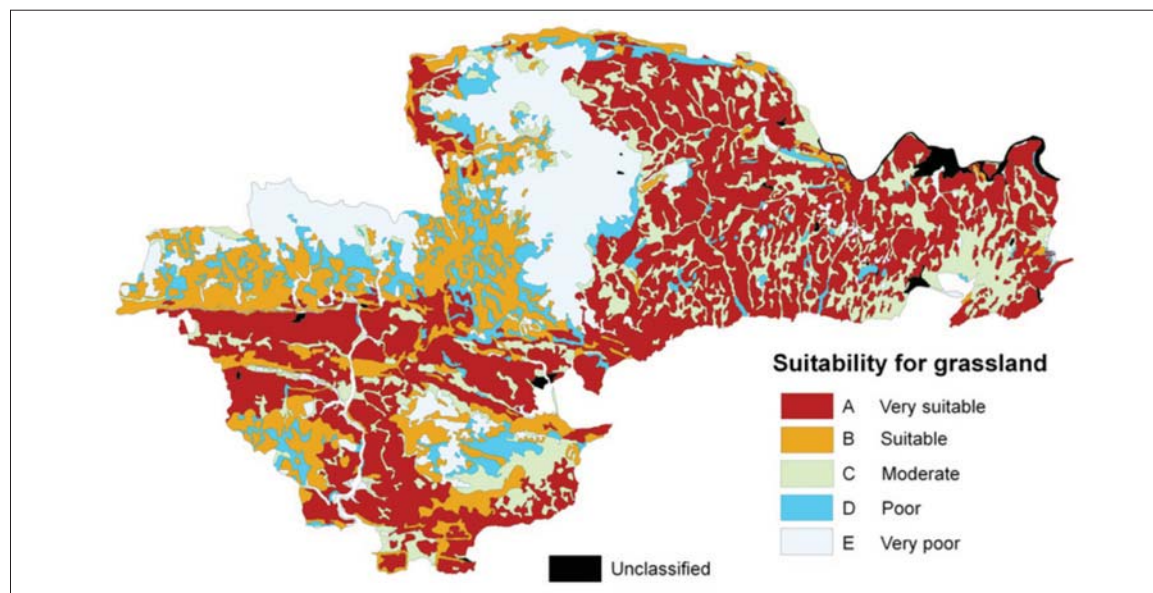 Suitability for grassland
A Very suitable
B Suitable
C Moderate
D Poor
E Very poor
Unclassified